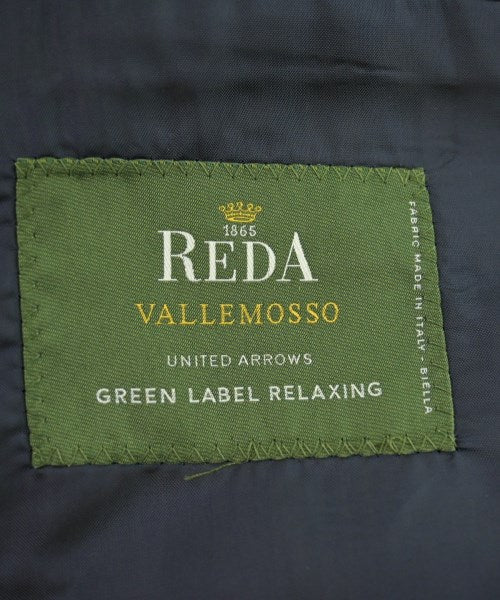 1865
REDA
VALLEMOSSO
UNITED ARROWS
GREEN LABEL RELAXING
FABRIC MADE IN ITALY - BIELLA